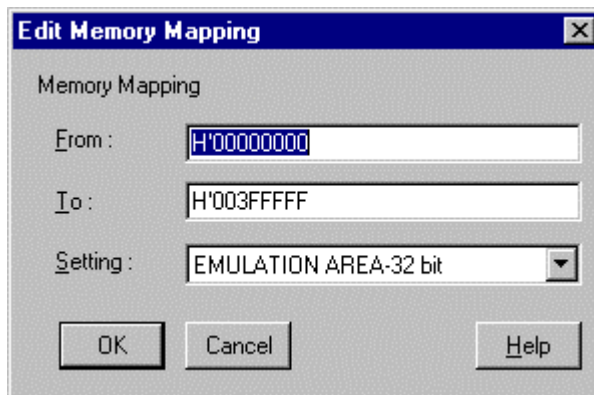 Edit Memory Mapping
Memory Mapping
From : H'00000000
To : H'003FFFFF
Setting : EMULATION AREA-32 bit
OK Cancel Help